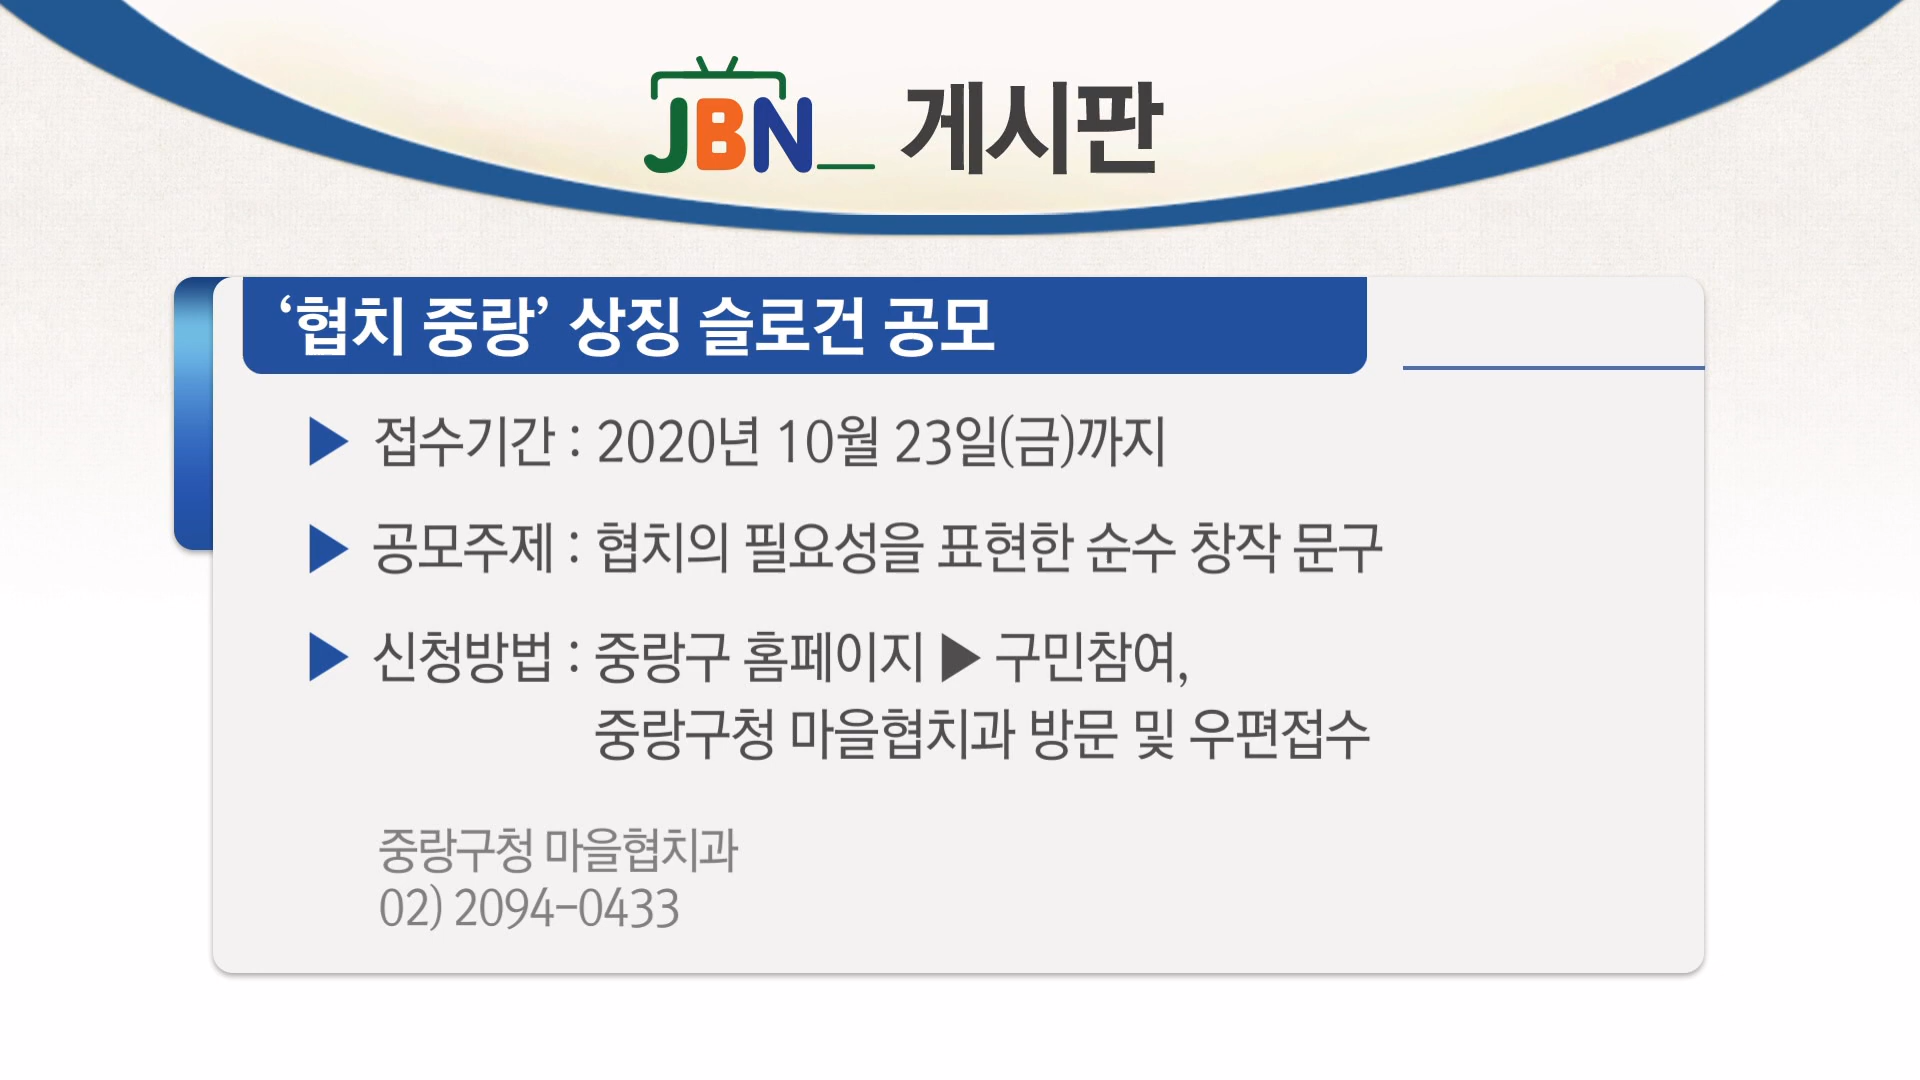 JBN_ 게시판
‘협치 중랑’ 상징 슬로건 공모
▶ 접수기간 : 2020년 10월 23일(금)까지
▶ 공모주제 : 협치의 필요성을 표현한 순수 창작 문구
▶ 신청방법 : 중랑구 홈페이지 ▶ 구민참여,
중랑구청 마을협치과 방문 및 우편접수
중랑구청 마을협치과
02) 2094-0433